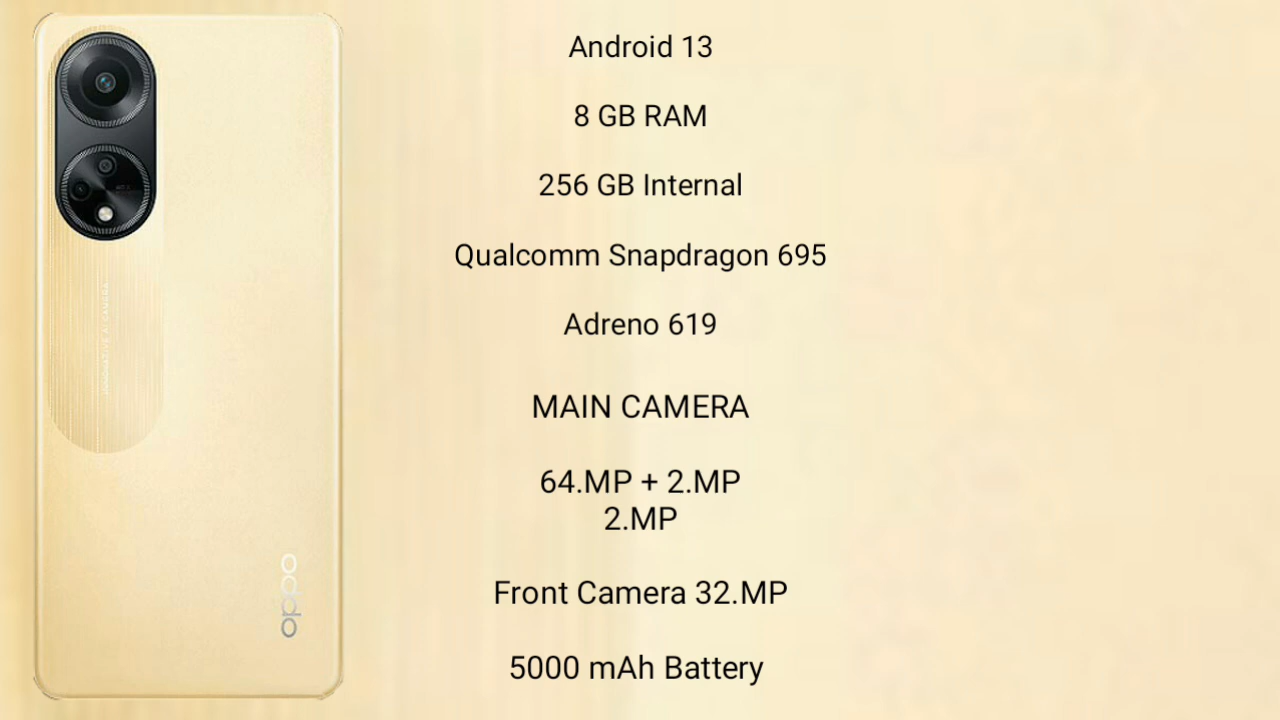 Android 13
8 GB RAM
256 GB Internal
Qualcomm Snapdragon 695
Adreno 619
MAIN CAMERA
64.MP + 2.MP
2.MP
Front Camera 32.MP
5000 mAh Battery
oppo